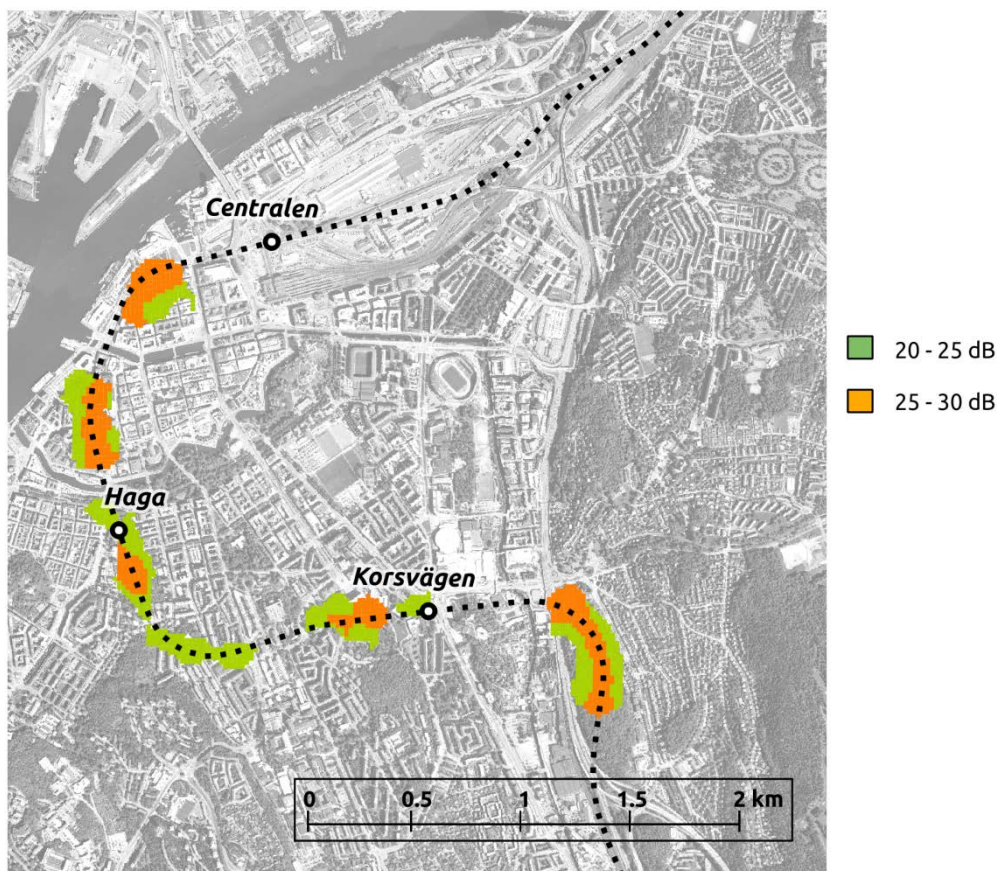 Centralen
20 - 25 dB
25 - 30 dB
Haga
Korsvägen
0 0.5 1 1.5 2 km